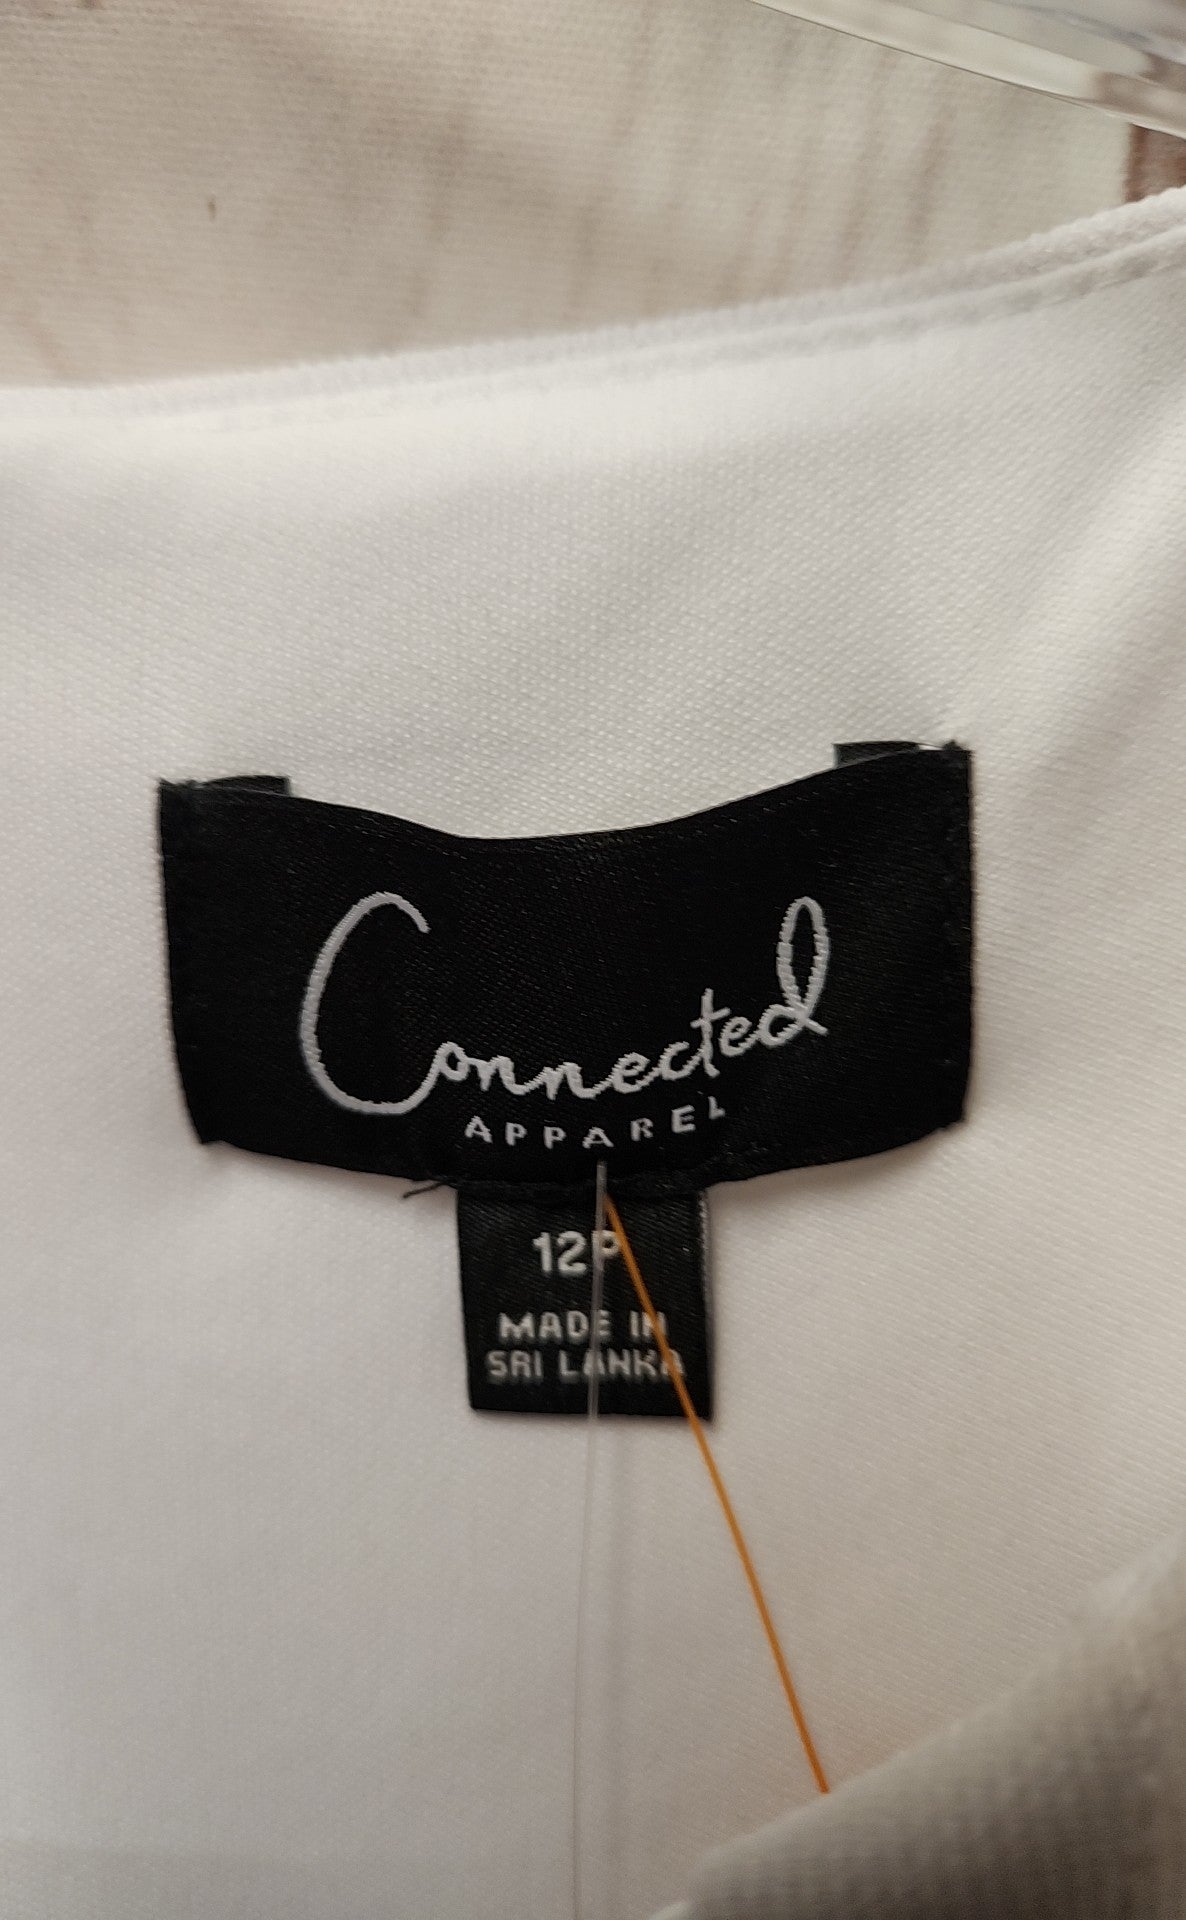 Connected
APPAREL
12P
MADE IN
SRI LANKA